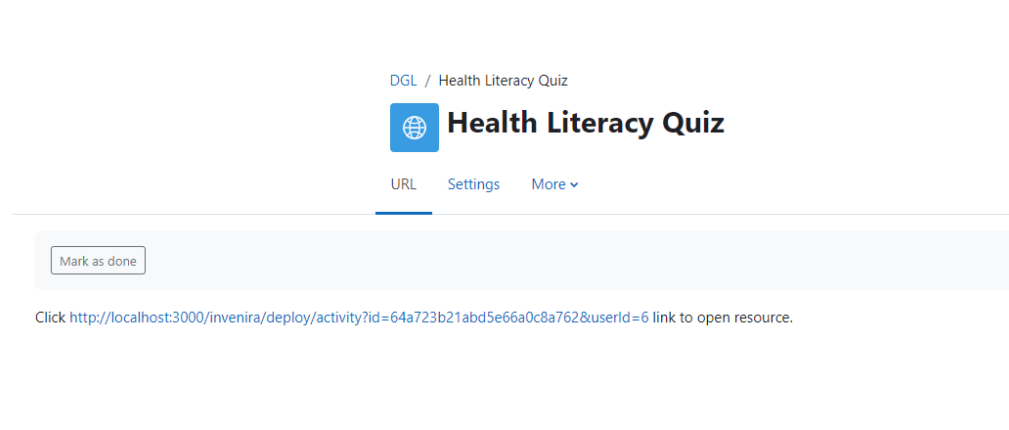 DGL / Health Literacy Quiz
Health Literacy Quiz
URL Settings More
Mark as done
Click http://localhost:3000/invenira/deploy/activity?id=64a723b21abd5e66a0c8a762&userId=6 link to open resource.